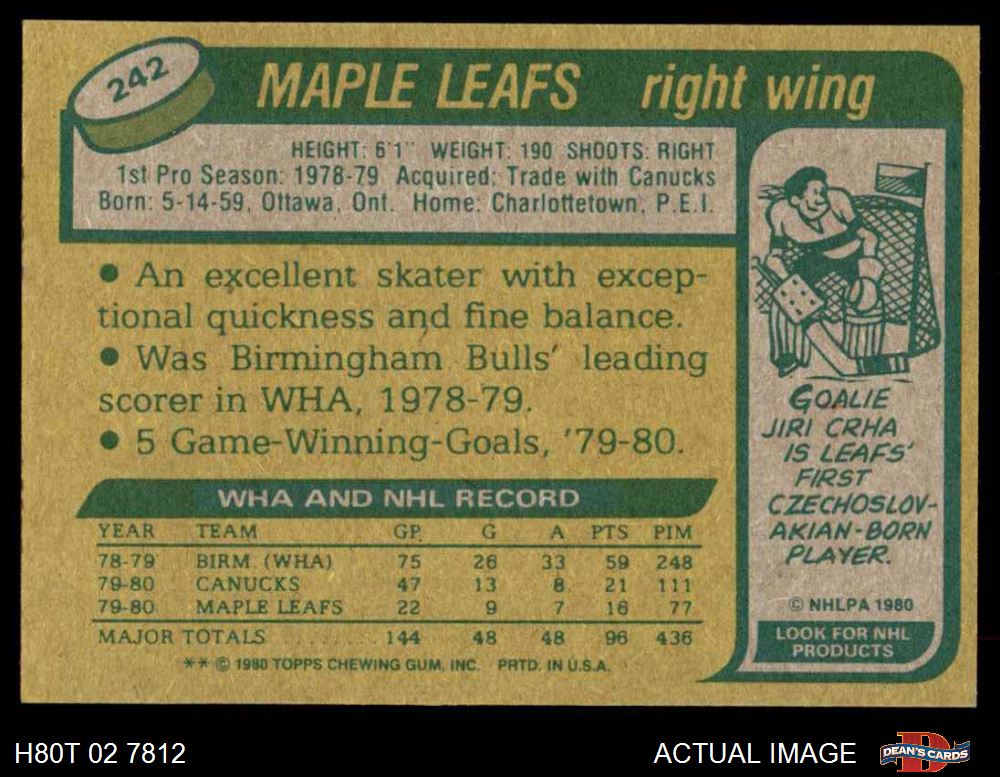 242
MAPLE LEAFS right wing
HEIGHT: 6'1" WEIGHT: 190 SHOOTS: RIGHT
1st Pro Season: 1978-79 Acquired: Trade with Canucks
Born: 5-14-59, Ottawa, Ont. Home: Charlottetown, P.E.I.
● An excellent skater with excep-
tional quickness and fine balance.
● Was Birmingham Bulls' leading
scorer in WHA, 1978-79.
● 5 Game-Winning-Goals, '79-80.
WHA AND NHL RECORD
YEAR TEAM GP G A PTS PIM
78-79 BIRM. (WHA) 75 26 33 59 248
79-80 CANUCKS 47 13 8 21 111
79-80 MAPLE LEAFS 22 9 7 16 77
MAJOR TOTALS ........ 144 48 48 96 436
** © 1980 TOPPS CHEWING GUM, INC. PRTD. IN U.S.A.
GOALIE
JIRI CRHA
IS LEAFS'
FIRST
CZECHOSLOV-
AKIAN-BORN
PLAYER.
© NHLPA 1980
LOOK FOR NHL
PRODUCTS
H80T 02 7812
ACTUAL IMAGE
D
DEAN'S CARDS